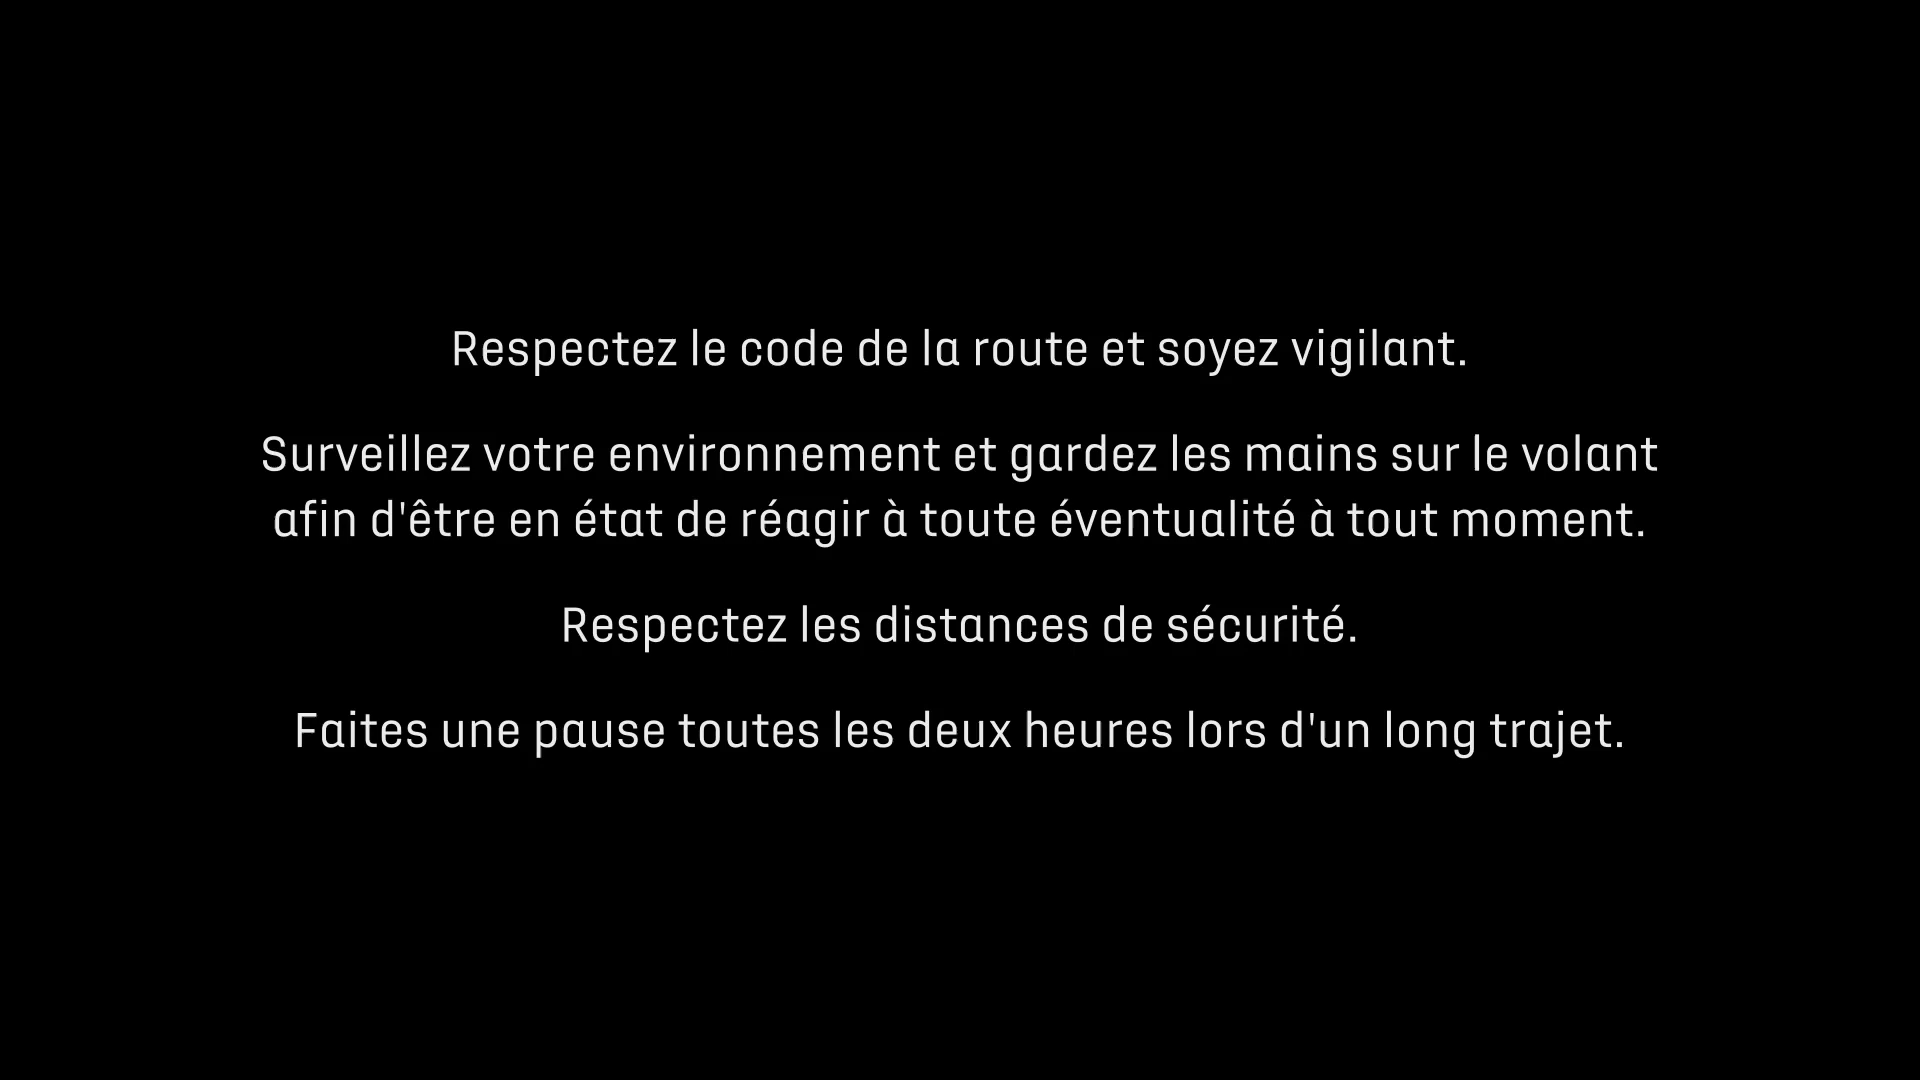 Respectez le code de la route et soyez vigilant.
Surveillez votre environnement et gardez les mains sur le volant
afin d'être en état de réagir à toute éventualité à tout moment.
Respectez les distances de sécurité.
Faites une pause toutes les deux heures lors d'un long trajet.